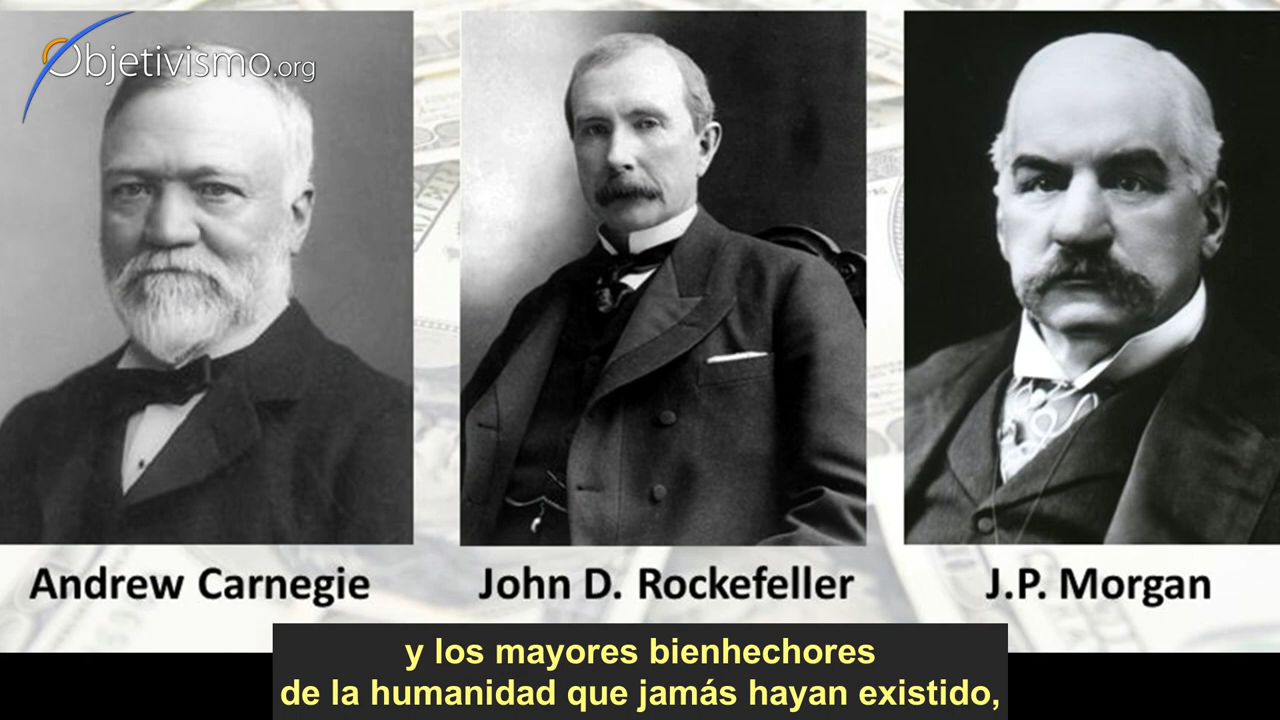 Objetivismo.org
Andrew Carnegie
John D. Rockefeller
J.P. Morgan
y los mayores bienhechores
de la humanidad que jamás hayan existido,